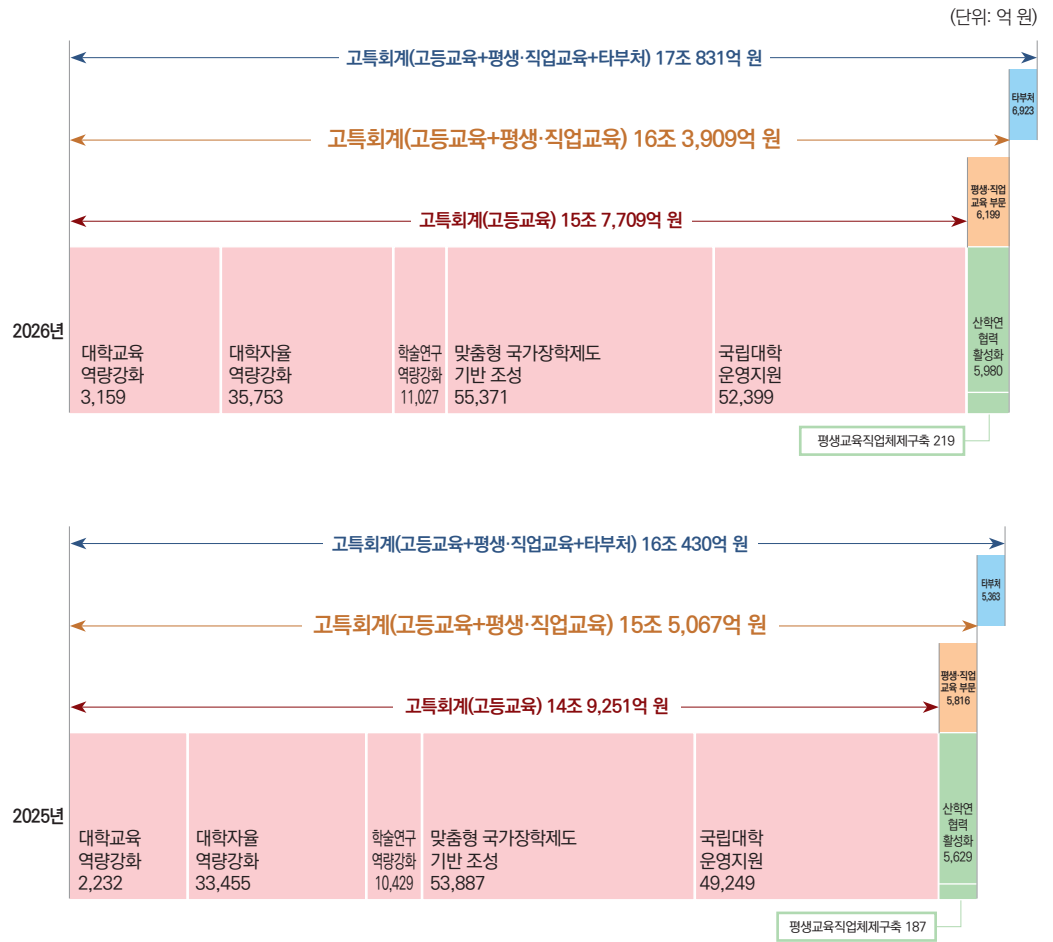 (단위: 억 원)
고특회계(고등교육+평생·직업교육+타부처) 17조 831억 원
타부처
6,923
고특회계(고등교육+평생·직업교육) 16조 3,909억 원
평생·직업
교육 부문
6,199
고특회계(고등교육) 15조 7,709억 원
2026년
대학교육
역량강화
3,159
대학자율
역량강화
35,753
학술연구
역량강화
11,027
맞춤형 국가장학제도
기반 조성
55,371
국립대학
운영지원
52,399
산학연
협력
활성화
5,980
평생교육직업체제구축 219
고특회계(고등교육+평생·직업교육+타부처) 16조 430억 원
타부처
5,363
고특회계(고등교육+평생·직업교육) 15조 5,067억 원
평생·직업
교육 부문
5,816
고특회계(고등교육) 14조 9,251억 원
2025년
대학교육
역량강화
2,232
대학자율
역량강화
33,455
학술연구
역량강화
10,429
맞춤형 국가장학제도
기반 조성
53,887
국립대학
운영지원
49,249
산학연
협력
활성화
5,629
평생교육직업체제구축 187